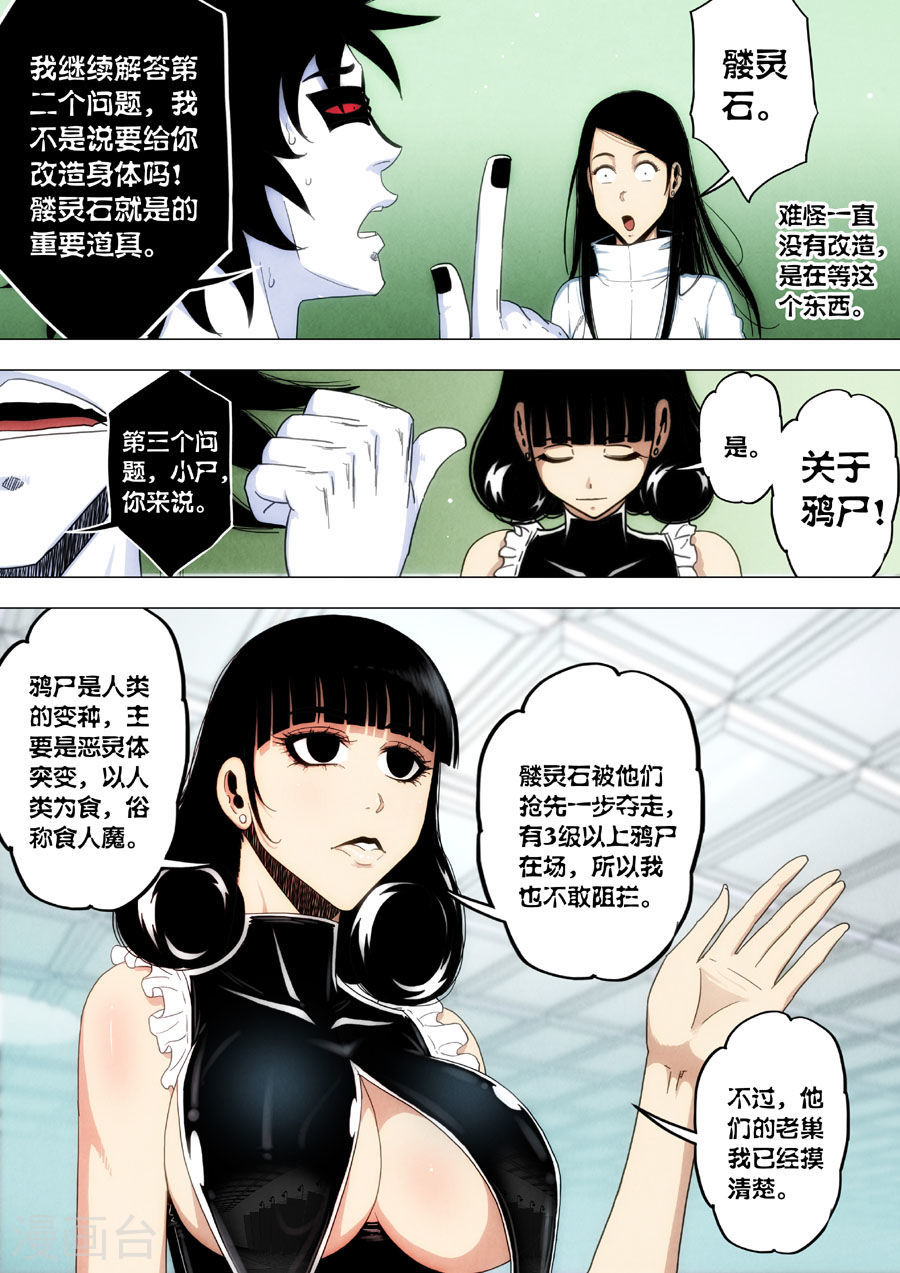 我继续解答第
二个问题，我
不是说要给你
改造身体吗！
髅灵石就是的
重要道具。
髅灵
石。
难怪一直
没有改造，
是在等这
个东西。
第三个问
题，小尸，
你来说。
是。
关于
鸦尸！
鸦尸是人类
的变种，主
要是恶灵体
突变，以人
类为食，俗
称食人魔。
髅灵石被他们
抢先一步夺走，
有3级以上鸦尸
在场，所以我
也不敢阻拦。
不过，他
们的老巢
我已经摸
清楚。
漫画台